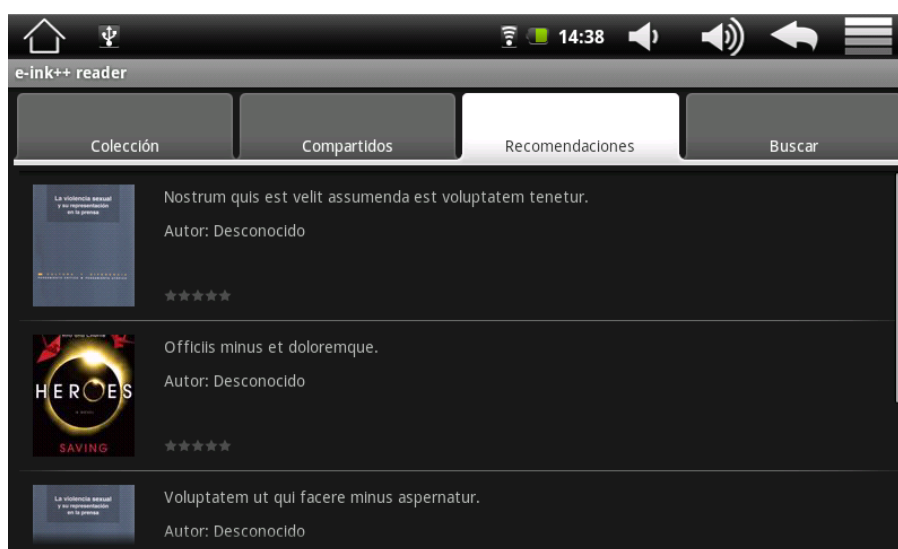 14:38
e-ink++ reader
Colección
Compartidos
Recomendaciones
Buscar
La violencia sexual
y su representación
en la prensa
Nostrum quis est velit assumenda est voluptatem tenetur.
Autor: Desconocido
HEROES
A NOVEL
SAVING
Officiis minus et doloremque.
Autor: Desconocido
La violencia sexual
y su representación
en la prensa
Voluptatem ut qui facere minus aspernatur.
Autor: Desconocido